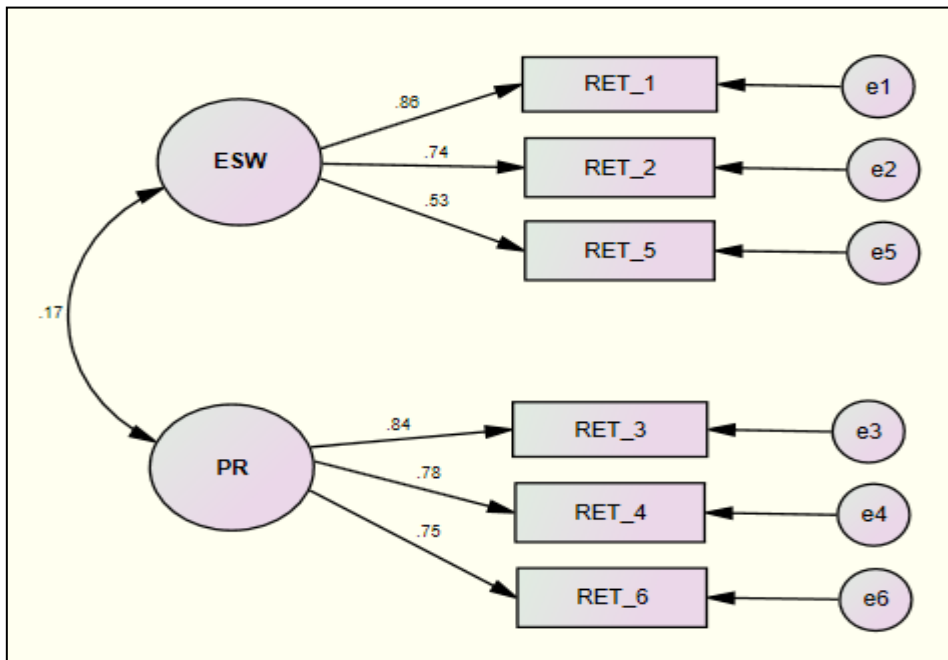 RET_1
e1
.86
ESW
.74
RET_2
e2
.53
RET_5
e5
.17
.84
RET_3
e3
PR
.78
RET_4
e4
.75
RET_6
e6